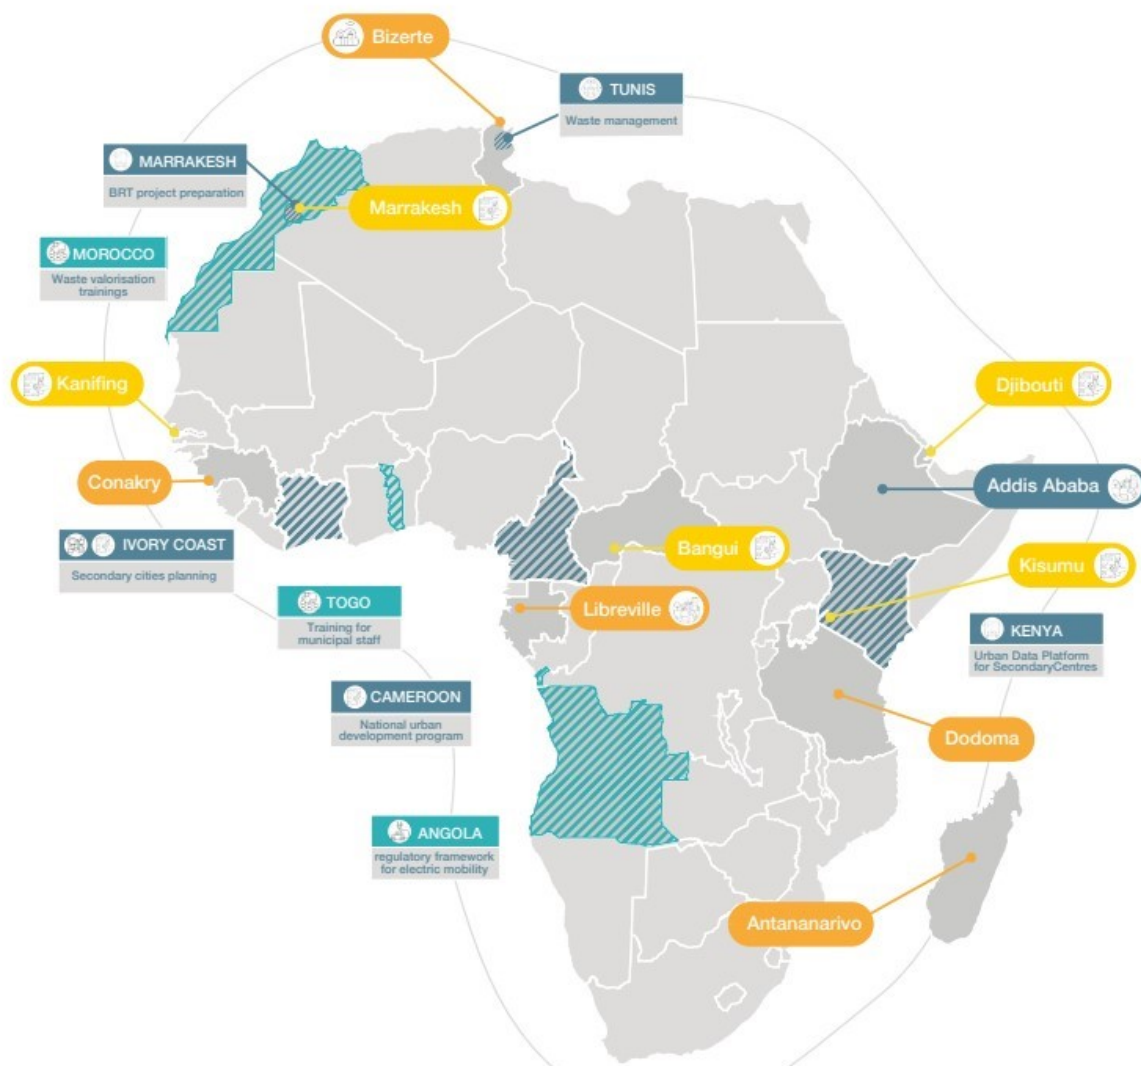 Bizerte
TUNIS
Waste management
MARRAKESH
BRT project preparation
Marrakesh
MOROCCO
Waste valorisation
trainings
Kanifing
Djibouti
Conakry
Addis Ababa
IVORY COAST
Secondary cities planning
Bangui
Kisumu
TOGO
Training for
municipal staff
Libreville
KENYA
Urban Data Platform
for SecondaryCentres
CAMEROON
National urban
development program
Dodoma
ANGOLA
regulatory framework
for electric mobility
Antananarivo